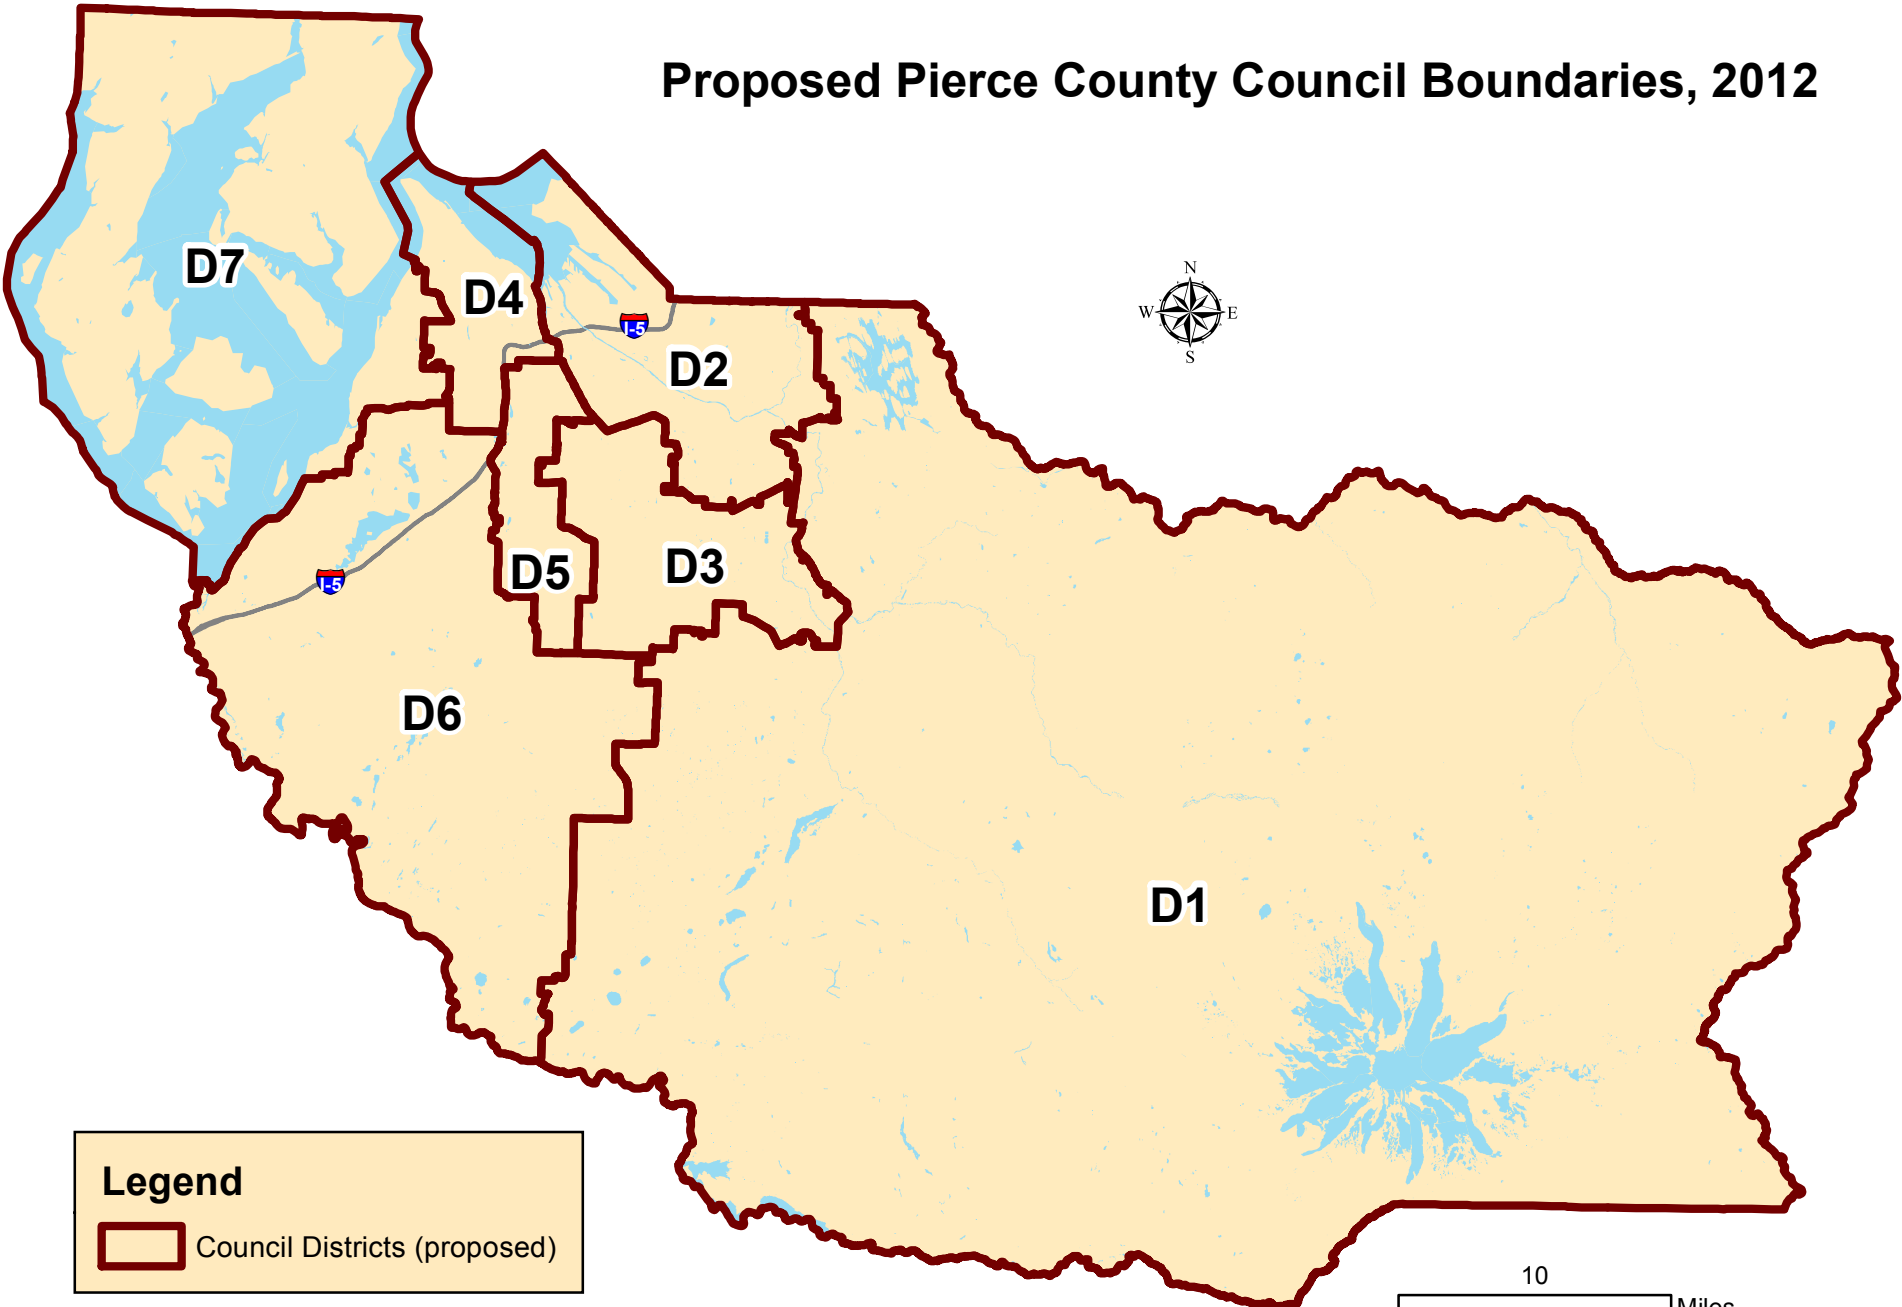 Proposed Pierce County Council Boundaries, 2012
D7
D4
I-5
D2
N
W E
S
D5
D3
I-5
D6
D1
Legend
Council Districts (proposed)
10
Miles